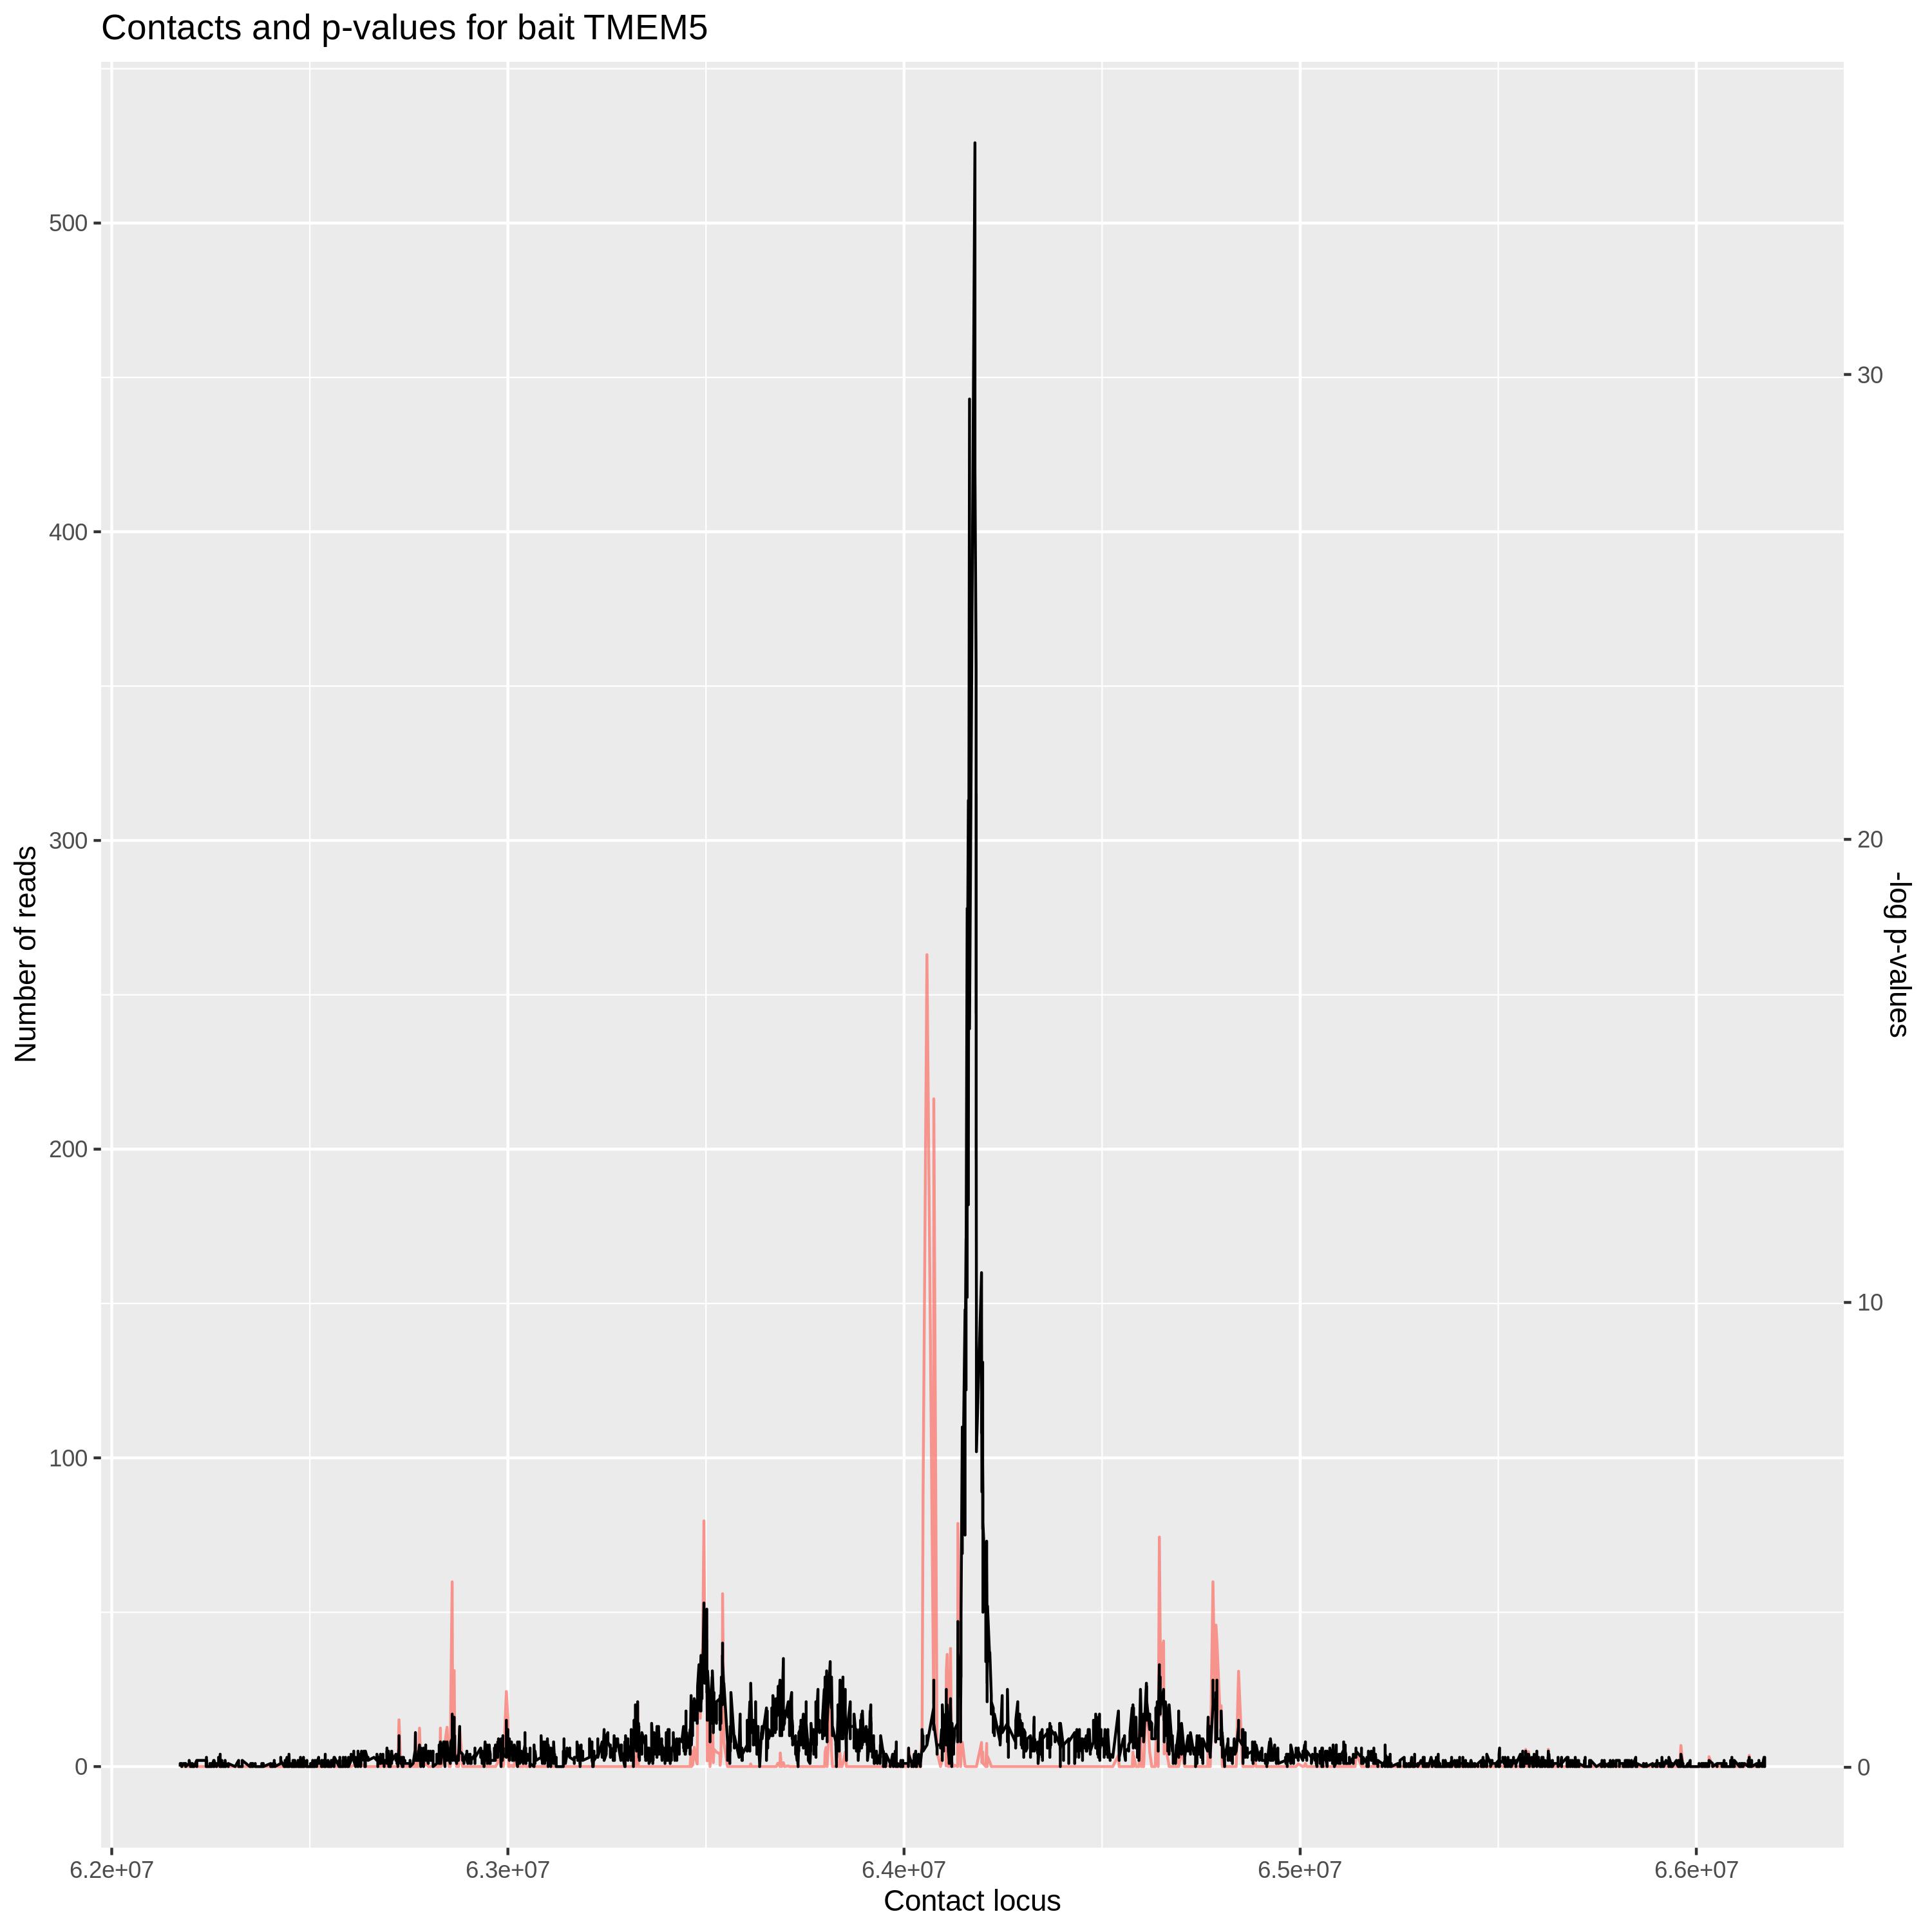 Contacts and p-values for bait TMEM5
500
400
300
200
100
0
Number of reads
30
20
10
0
-log p-values
6.2e+07
6.3e+07
6.4e+07
6.5e+07
6.6e+07
Contact locus